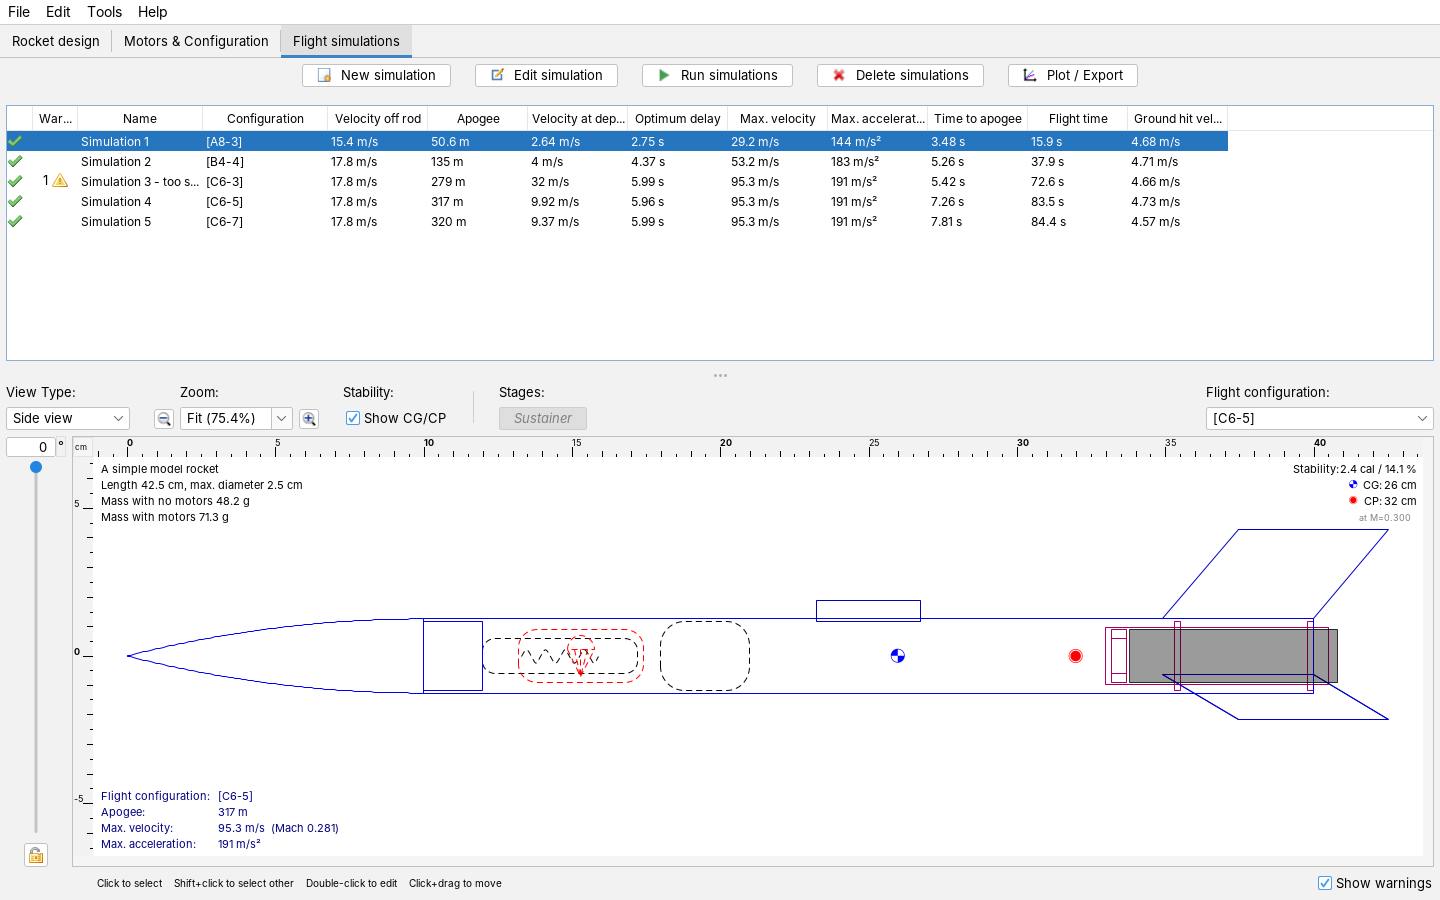 File Edit Tools Help
Rocket design Motors & Configuration Flight simulations
New simulation Edit simulation Run simulations Delete simulations Plot / Export
War... Name Configuration Velocity off rod Apogee Velocity at dep... Optimum delay Max. velocity Max. accelerat... Time to apogee Flight time Ground hit vel...
Simulation 1 [A8-3] 15.4 m/s 50.6 m 2.64 m/s 2.75 s 29.2 m/s 144 m/s² 3.48 s 15.9 s 4.68 m/s
Simulation 2 [B4-4] 17.8 m/s 135 m 4 m/s 4.37 s 53.2 m/s 183 m/s² 5.26 s 37.9 s 4.71 m/s
1 Simulation 3 - too s... [C6-3] 17.8 m/s 279 m 32 m/s 5.99 s 95.3 m/s 191 m/s² 5.42 s 72.6 s 4.66 m/s
Simulation 4 [C6-5] 17.8 m/s 317 m 9.92 m/s 5.96 s 95.3 m/s 191 m/s² 7.26 s 83.5 s 4.73 m/s
Simulation 5 [C6-7] 17.8 m/s 320 m 9.37 m/s 5.99 s 95.3 m/s 191 m/s² 7.81 s 84.4 s 4.57 m/s
View Type: Zoom: Stability: Stages: Flight configuration:
Side view Fit (75.4%) Show CG/CP Sustainer [C6-5]
0 °
cm 0 5 10 15 20 25 30 35 40
5
0
-5
A simple model rocket
Length 42.5 cm, max. diameter 2.5 cm
Mass with no motors 48.2 g
Mass with motors 71.3 g
Stability: 2.4 cal / 14.1 %
CG: 26 cm
CP: 32 cm
at M=0.300
Flight configuration: [C6-5]
Apogee: 317 m
Max. velocity: 95.3 m/s (Mach 0.281)
Max. acceleration: 191 m/s²
Click to select Shift+click to select other Double-click to edit Click+drag to move
Show warnings